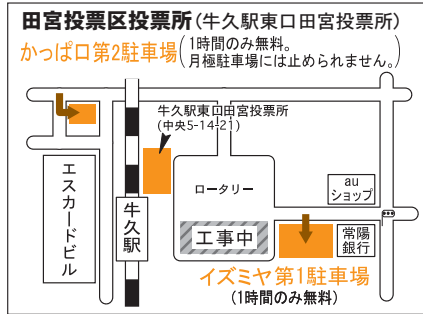 田宮投票区投票所(牛久駅東口田宮投票所)
かっぱ口第2駐車場(1時間のみ無料。
月極駐車場には止められません。)
牛久駅東口田宮投票所
(中央5-14-21)
エスカードビル
牛久駅
ロータリー
工事中
au
ショップ
常陽
銀行
イズミヤ第1駐車場
(1時間のみ無料)